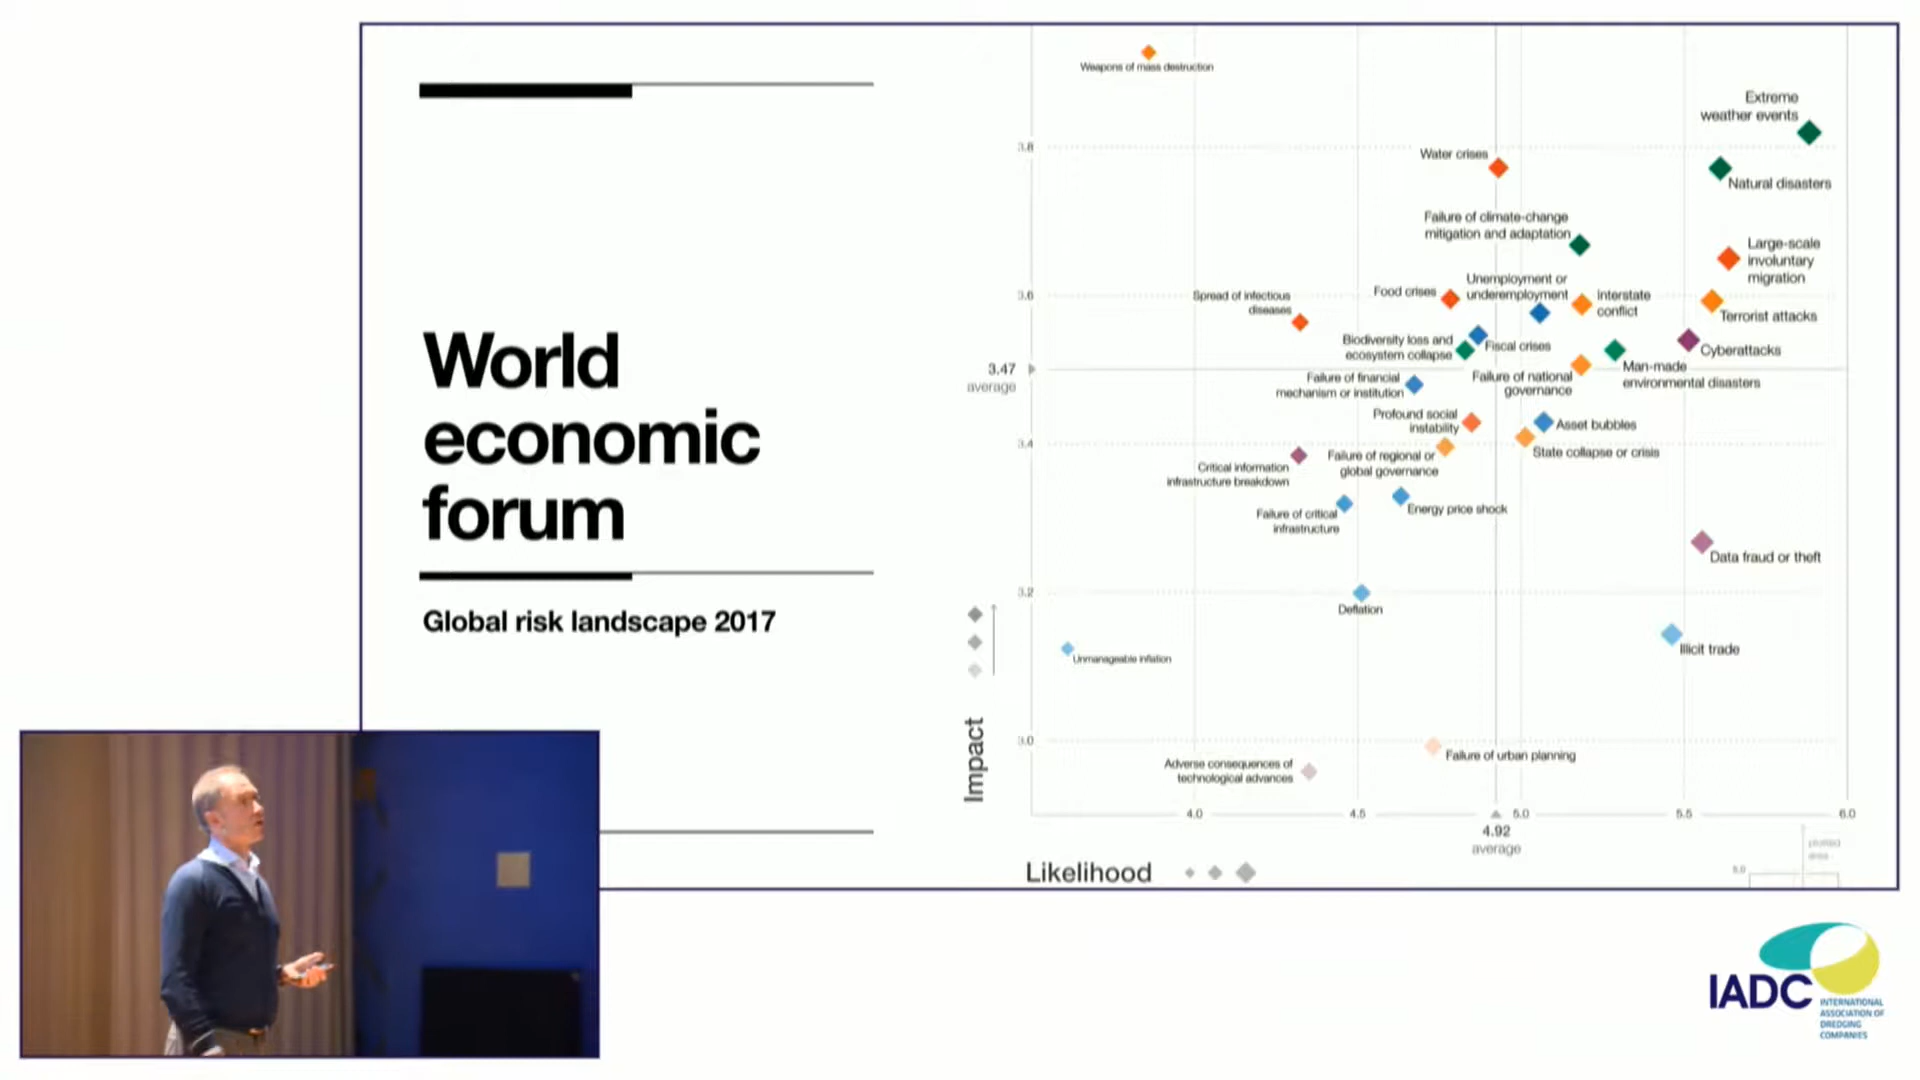 World
economic
forum
Global risk landscape 2017
Weapons of mass destruction
Extreme
weather events
3.8
Water crises
Natural disasters
Failure of climate-change
mitigation and adaptation
Large-scale
involuntary
migration
Unemployment or
underemployment
Food crises
3.6
Spread of infectious
diseases
Interstate
conflict
Terrorist attacks
Biodiversity loss and
ecosystem collapse
Fiscal crises
Cyberattacks
3.47
average
Man-made
environmental disasters
Failure of national
governance
Failure of financial
mechanism or institution
Profound social
instability
Asset bubbles
3.4
State collapse or crisis
Failure of regional or
global governance
Critical information
infrastructure breakdown
Energy price shock
Failure of critical
infrastructure
Data fraud or theft
3.2
Deflation
Illicit trade
Unmanageable inflation
3.0
Failure of urban planning
Adverse consequences of
technological advances
Impact
4.0
4.5
5.0
5.5
6.0
4.92
average
plotted
area
5.0
Likelihood
IADC
INTERNATIONAL
ASSOCIATION OF
DREDGING
COMPANIES